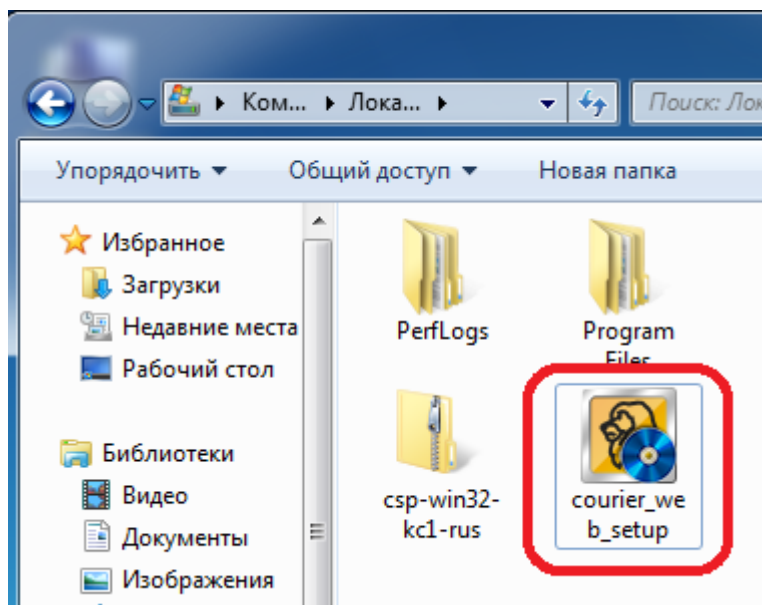 Ком... Лока... Поиск: Лок
Упорядочить Общий доступ Новая папка
Избранное
Загрузки
Недавние места
Рабочий стол
Библиотеки
Видео
Документы
Изображения
PerfLogs
Program
Files
csp-win32-
kc1-rus
courier_we
b_setup